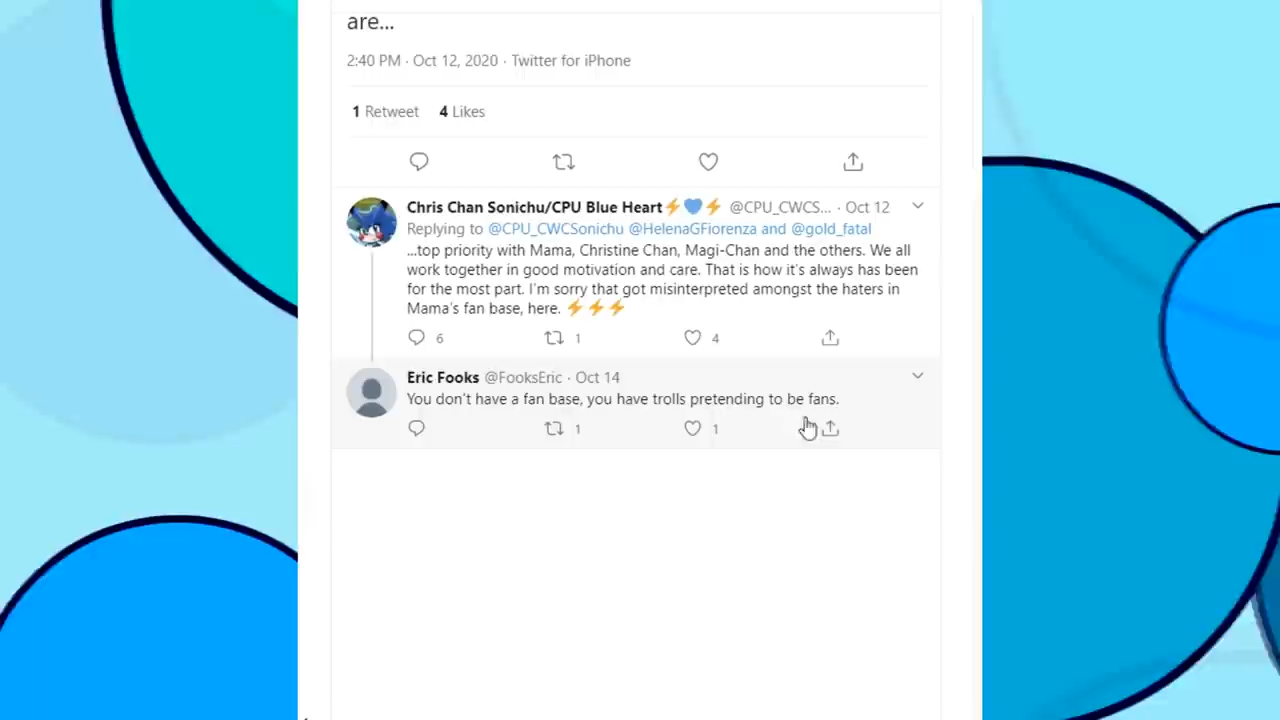 are...
2:40 PM · Oct 12, 2020 · Twitter for iPhone
1 Retweet 4 Likes
Chris Chan Sonichu/CPU Blue Heart⚡💙⚡ @CPU_CWCS... · Oct 12
Replying to @CPU_CWCSonichu @HelenaGFiorenza and @gold_fatal
...top priority with Mama, Christine Chan, Magi-Chan and the others. We all
work together in good motivation and care. That is how it's always has been
for the most part. I'm sorry that got misinterpreted amongst the haters in
Mama's fan base, here. ⚡⚡⚡
6 1 4
Eric Fooks @FooksEric · Oct 14
You don't have a fan base, you have trolls pretending to be fans.
1 1